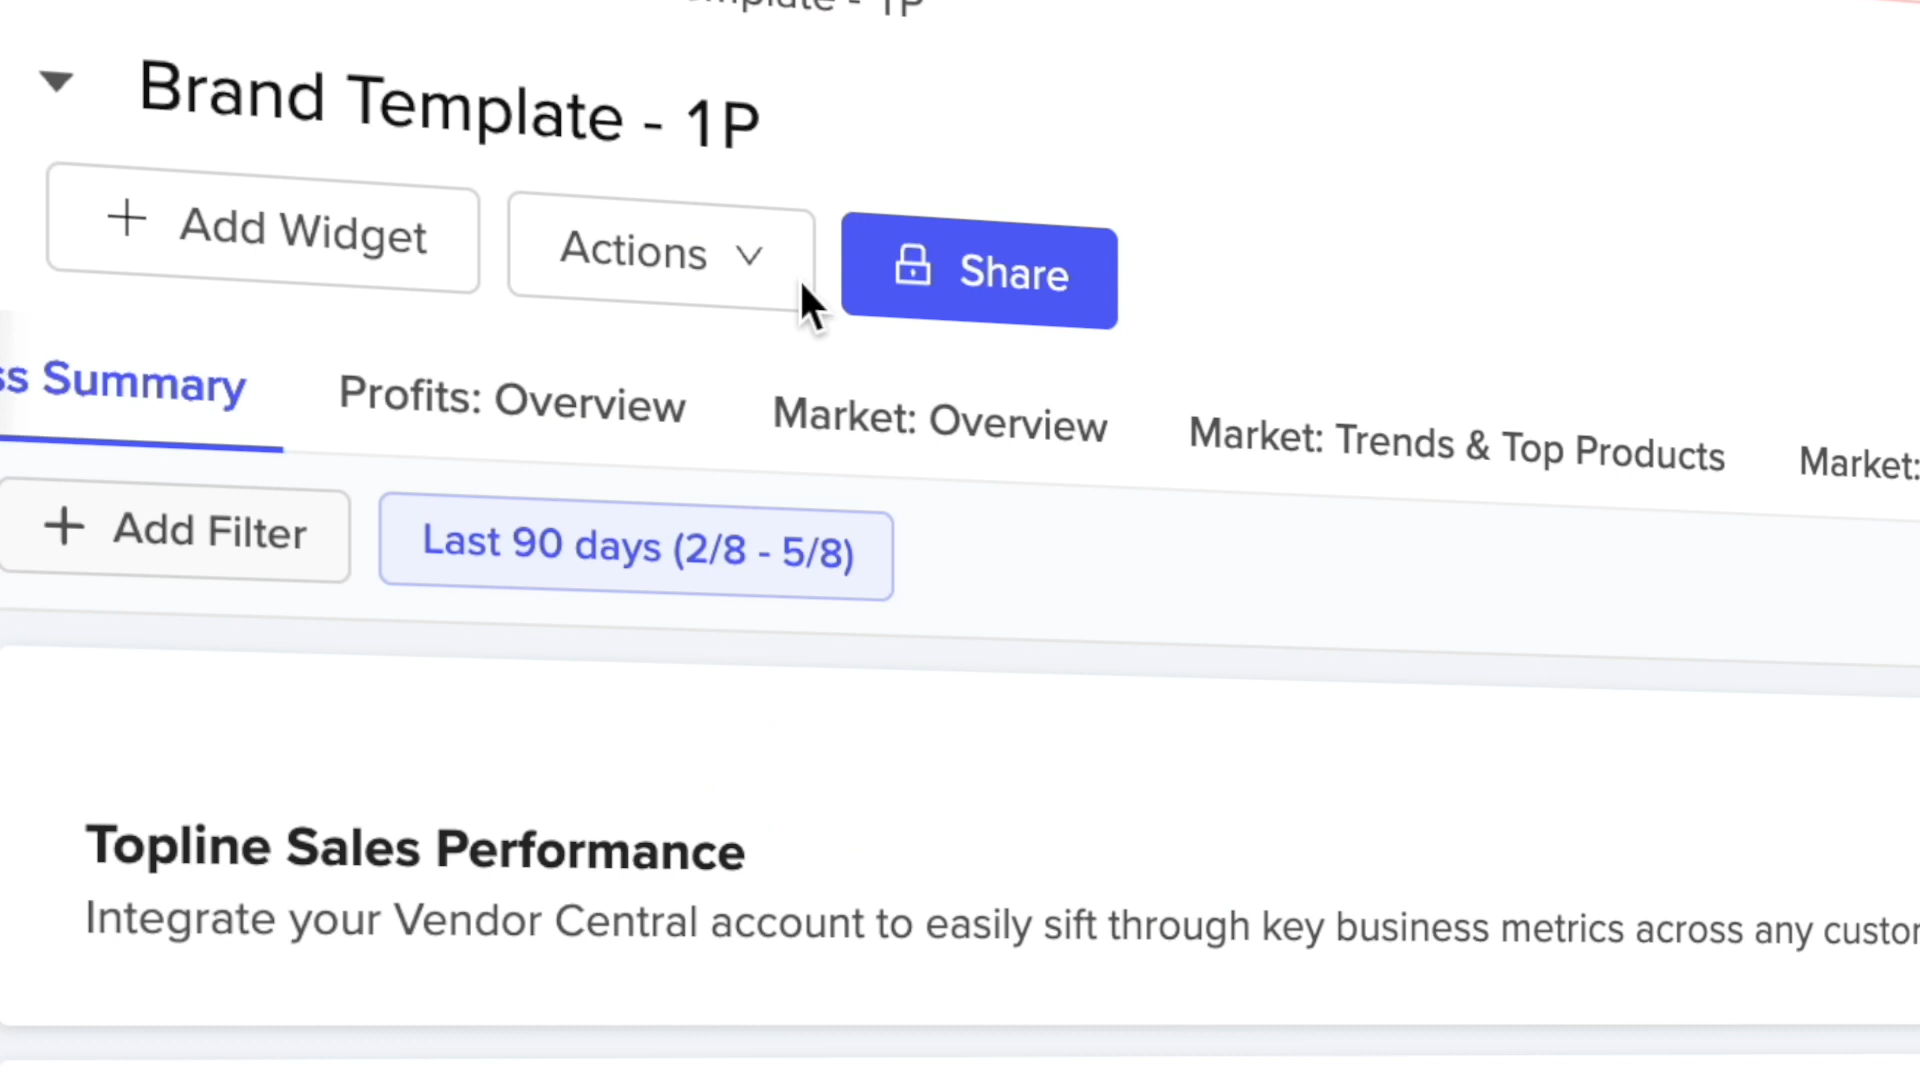 Brand Template - 1P
+ Add Widget
Actions
Share
Summary
Profits: Overview
Market: Overview
Market: Trends & Top Products
Market:
+ Add Filter
Last 90 days (2/8 - 5/8)
Topline Sales Performance
Integrate your Vendor Central account to easily sift through key business metrics across any